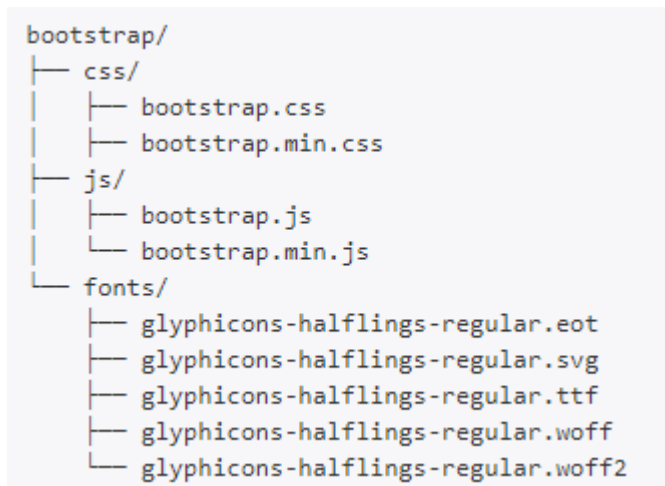 bootstrap/
├── css/
│   ├── bootstrap.css
│   ├── bootstrap.min.css
├── js/
│   ├── bootstrap.js
│   └── bootstrap.min.js
└── fonts/
    ├── glyphicons-halflings-regular.eot
    ├── glyphicons-halflings-regular.svg
    ├── glyphicons-halflings-regular.ttf
    ├── glyphicons-halflings-regular.woff
    └── glyphicons-halflings-regular.woff2